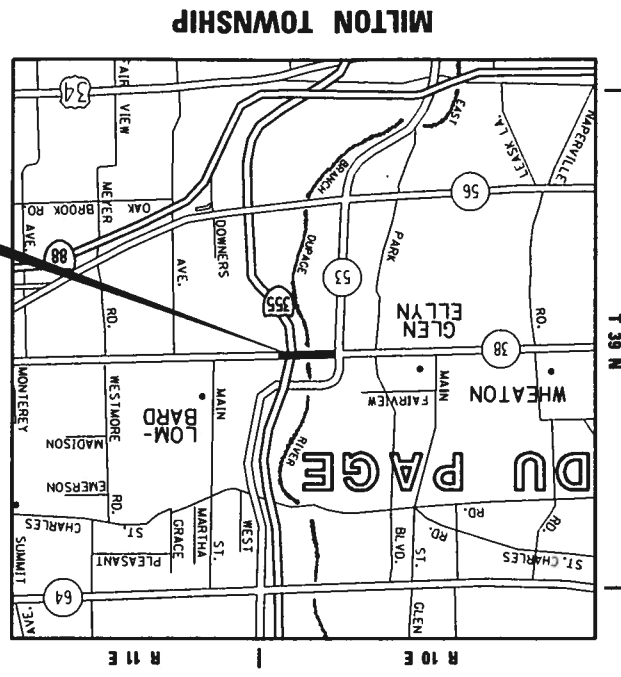 R 10 E
R 11 E
GLEN
64
AVE.
ST. CHARLES
RD.
BLVD.
ST.
WEST
MARTHA
ST.
GRACE
PLEASANT
ST.
CHARLES
SUMMIT
RD.
RD.
EMERSON
MADISON
DU PAGE
RIVER
LOM-
BARD
MAIN
WESTMORE
RD.
MONTEREY
WHEATON
MAIN
FAIRVIEW
T 39 N
38
GLEN
ELLYN
53
355
RD.
PARK
DUPAGE
DOWNERS
AVE.
88
AVE.
56
BRANCH
OAK BROOK RD.
MEYER
NAPERVILLE
LEASK LA.
EAST
FAIR VIEW
34
MILTON TOWNSHIP